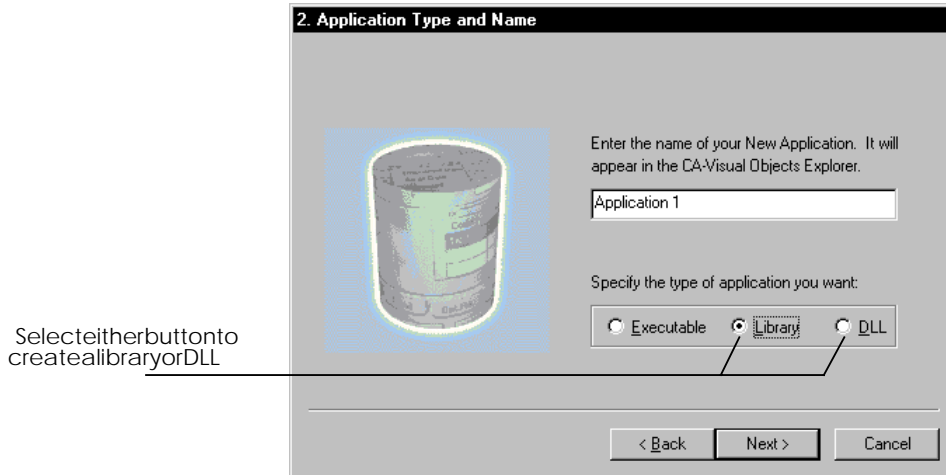 2. Application Type and Name
Enter the name of your New Application. It will
appear in the CA-Visual Objects Explorer.
Application 1
Specify the type of application you want:
Executable Library DLL
Selecteitherbuttonto
createalibraryorDLL
< Back Next > Cancel